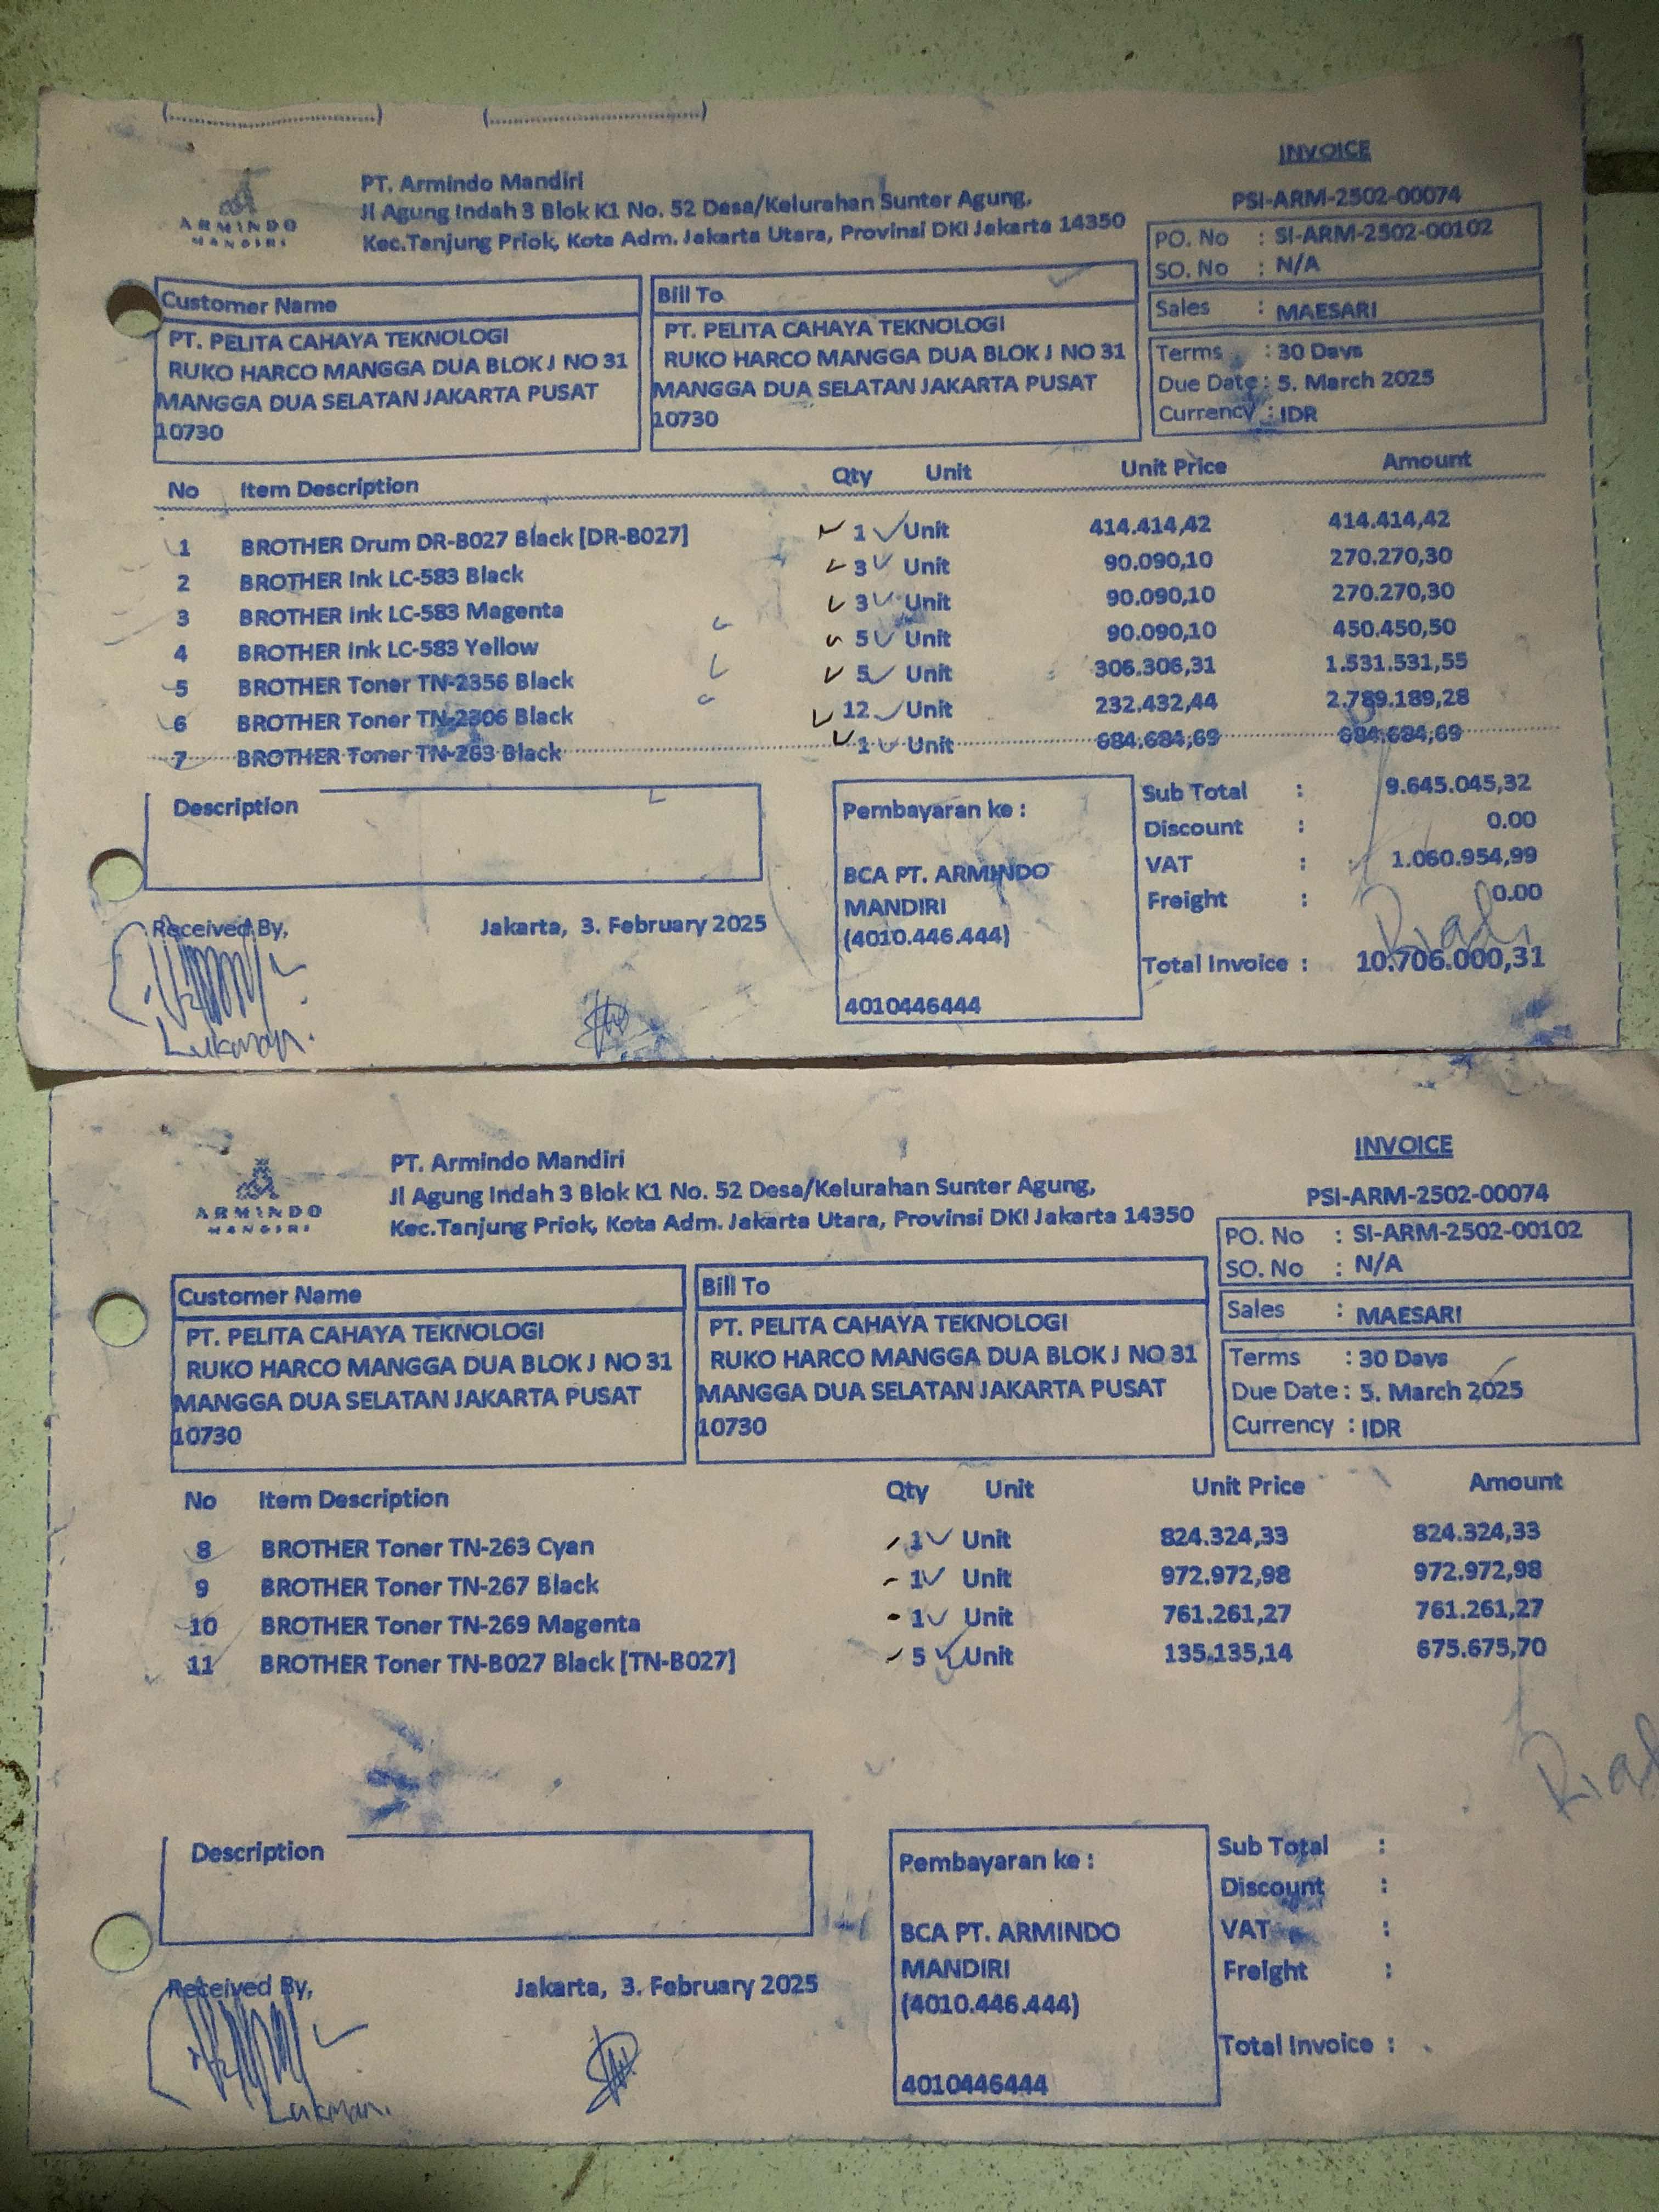 (..............................) (..............................)
INVOICE
PSI-ARM-2502-00074
ARMINDO
MANDIRI
PT. Armindo Mandiri
Jl Agung Indah 3 Blok K1 No. 52 Desa/Kelurahan Sunter Agung,
Kec.Tanjung Priok, Kota Adm. Jakarta Utara, Provinsi DKI Jakarta 14350
PO. No : SI-ARM-2502-00102
SO. No : N/A
Sales : MAESARI
Terms : 30 Days
Due Date : 5. March 2025
Currency : IDR
Customer Name
PT. PELITA CAHAYA TEKNOLOGI
RUKO HARCO MANGGA DUA BLOK J NO 31
MANGGA DUA SELATAN JAKARTA PUSAT
10730
Bill To
PT. PELITA CAHAYA TEKNOLOGI
RUKO HARCO MANGGA DUA BLOK J NO 31
MANGGA DUA SELATAN JAKARTA PUSAT
10730
No Item Description Qty Unit Unit Price Amount
1 BROTHER Drum DR-B027 Black [DR-B027] 1 Unit 414.414,42 414.414,42
2 BROTHER Ink LC-583 Black 3 Unit 90.090,10 270.270,30
3 BROTHER Ink LC-583 Magenta 3 Unit 90.090,10 270.270,30
4 BROTHER Ink LC-583 Yellow 5 Unit 90.090,10 450.450,50
5 BROTHER Toner TN-2356 Black 5 Unit 306.306,31 1.531.531,55
6 BROTHER Toner TN-2306 Black 12 Unit 232.432,44 2.789.189,28
7 BROTHER Toner TN-263 Black 1 Unit 684.684,69 684.684,69
Description
Pembayaran ke :
BCA PT. ARMINDO
MANDIRI
(4010.446.444)
4010446444
Sub Total : 9.645.045,32
Discount : 0.00
VAT : 1.060.954,99
Freight : 0.00
Total Invoice : 10.706.000,31
Received By,
Jakarta, 3. February 2025
Lukman.
INVOICE
PSI-ARM-2502-00074
ARMINDO
MANDIRI
PT. Armindo Mandiri
Jl Agung Indah 3 Blok K1 No. 52 Desa/Kelurahan Sunter Agung,
Kec.Tanjung Priok, Kota Adm. Jakarta Utara, Provinsi DKI Jakarta 14350
PO. No : SI-ARM-2502-00102
SO. No : N/A
Sales : MAESARI
Terms : 30 Days
Due Date : 5. March 2025
Currency : IDR
Customer Name
PT. PELITA CAHAYA TEKNOLOGI
RUKO HARCO MANGGA DUA BLOK J NO 31
MANGGA DUA SELATAN JAKARTA PUSAT
10730
Bill To
PT. PELITA CAHAYA TEKNOLOGI
RUKO HARCO MANGGA DUA BLOK J NO 31
MANGGA DUA SELATAN JAKARTA PUSAT
10730
No Item Description Qty Unit Unit Price Amount
8 BROTHER Toner TN-263 Cyan 1 Unit 824.324,33 824.324,33
9 BROTHER Toner TN-267 Black 1 Unit 972.972,98 972.972,98
10 BROTHER Toner TN-269 Magenta 1 Unit 761.261,27 761.261,27
11 BROTHER Toner TN-B027 Black [TN-B027] 5 Unit 135.135,14 675.675,70
Description
Pembayaran ke :
BCA PT. ARMINDO
MANDIRI
(4010.446.444)
4010446444
Sub Total :
Discount :
VAT :
Freight :
Total Invoice :
Received By,
Jakarta, 3. February 2025
Lukman.